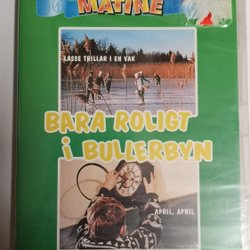 MATINÉ
LASSE TRILLAR I EN VAK
BARA ROLIGT
i BULLERBYN
APRIL, APRIL